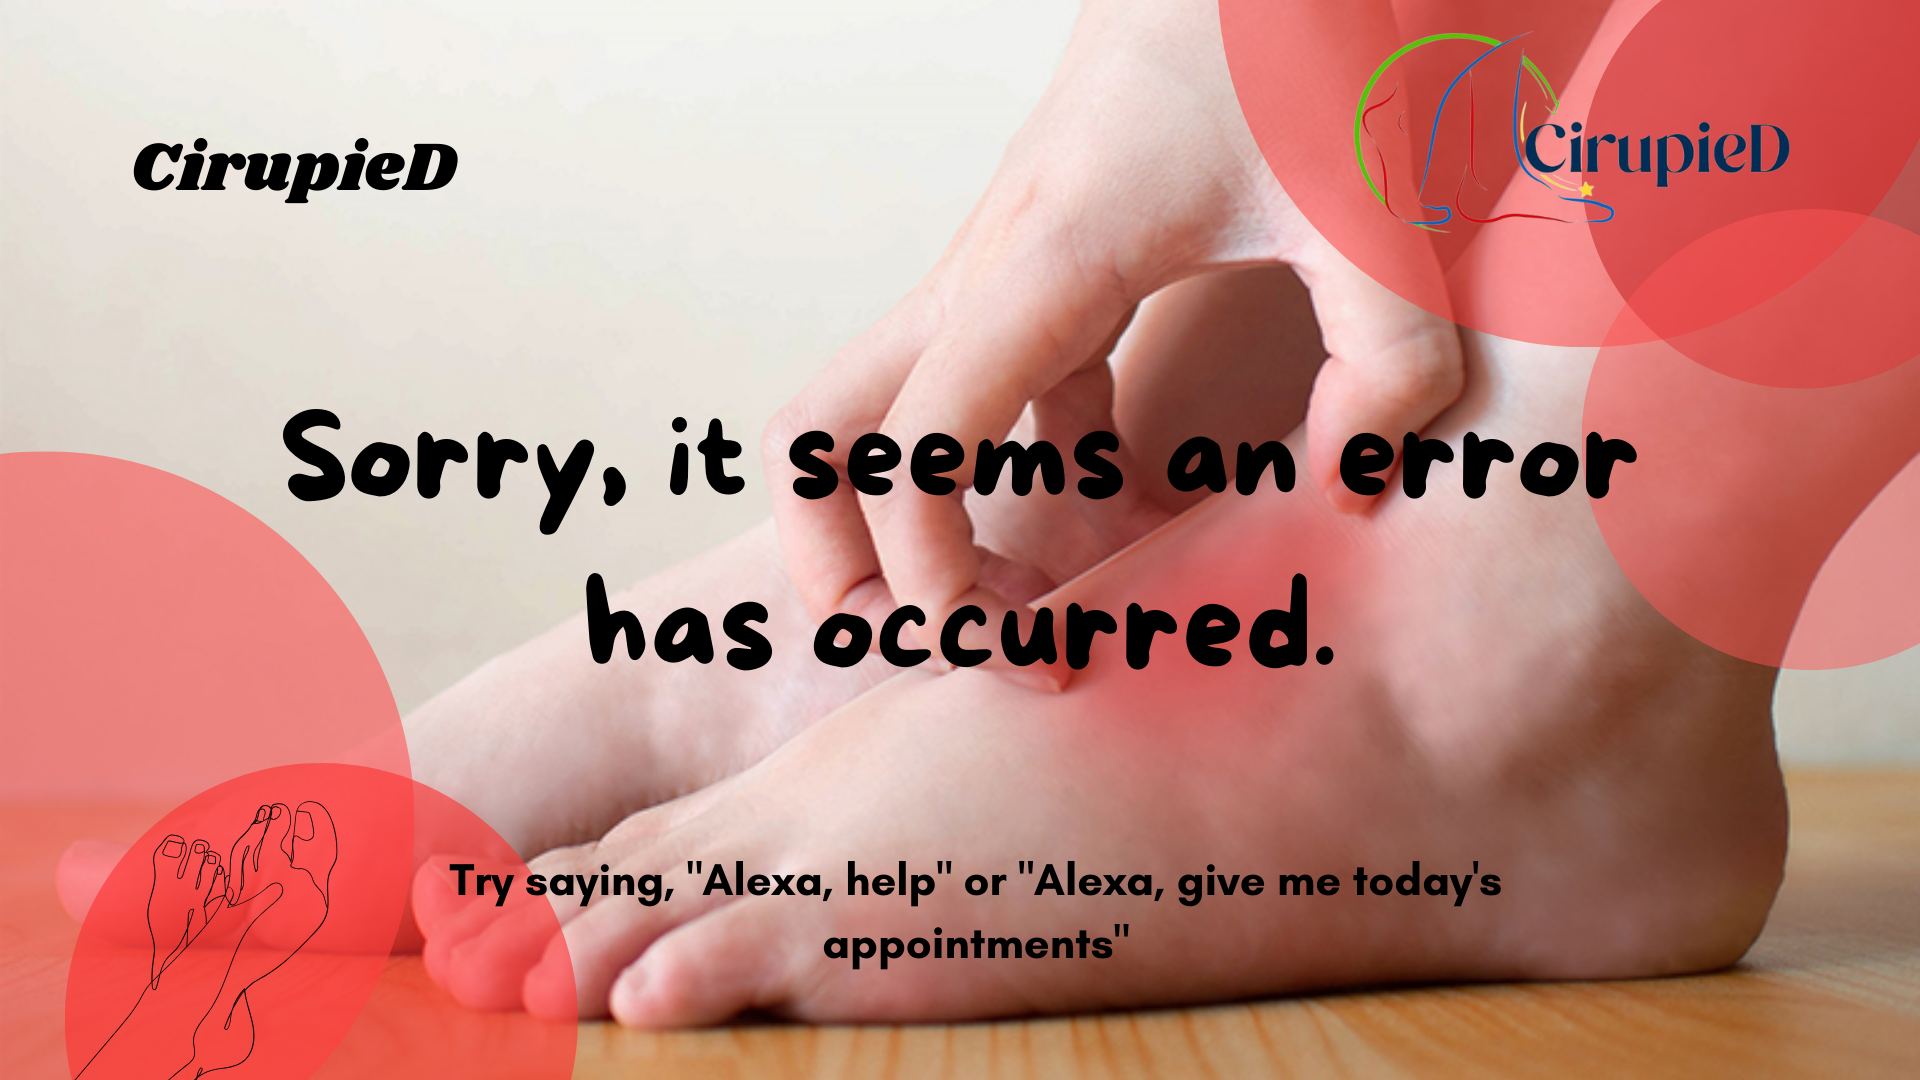 CirupieD
CirupieD
Sorry, it seems an error
has occurred.
Try saying, "Alexa, help" or "Alexa, give me today's
appointments"